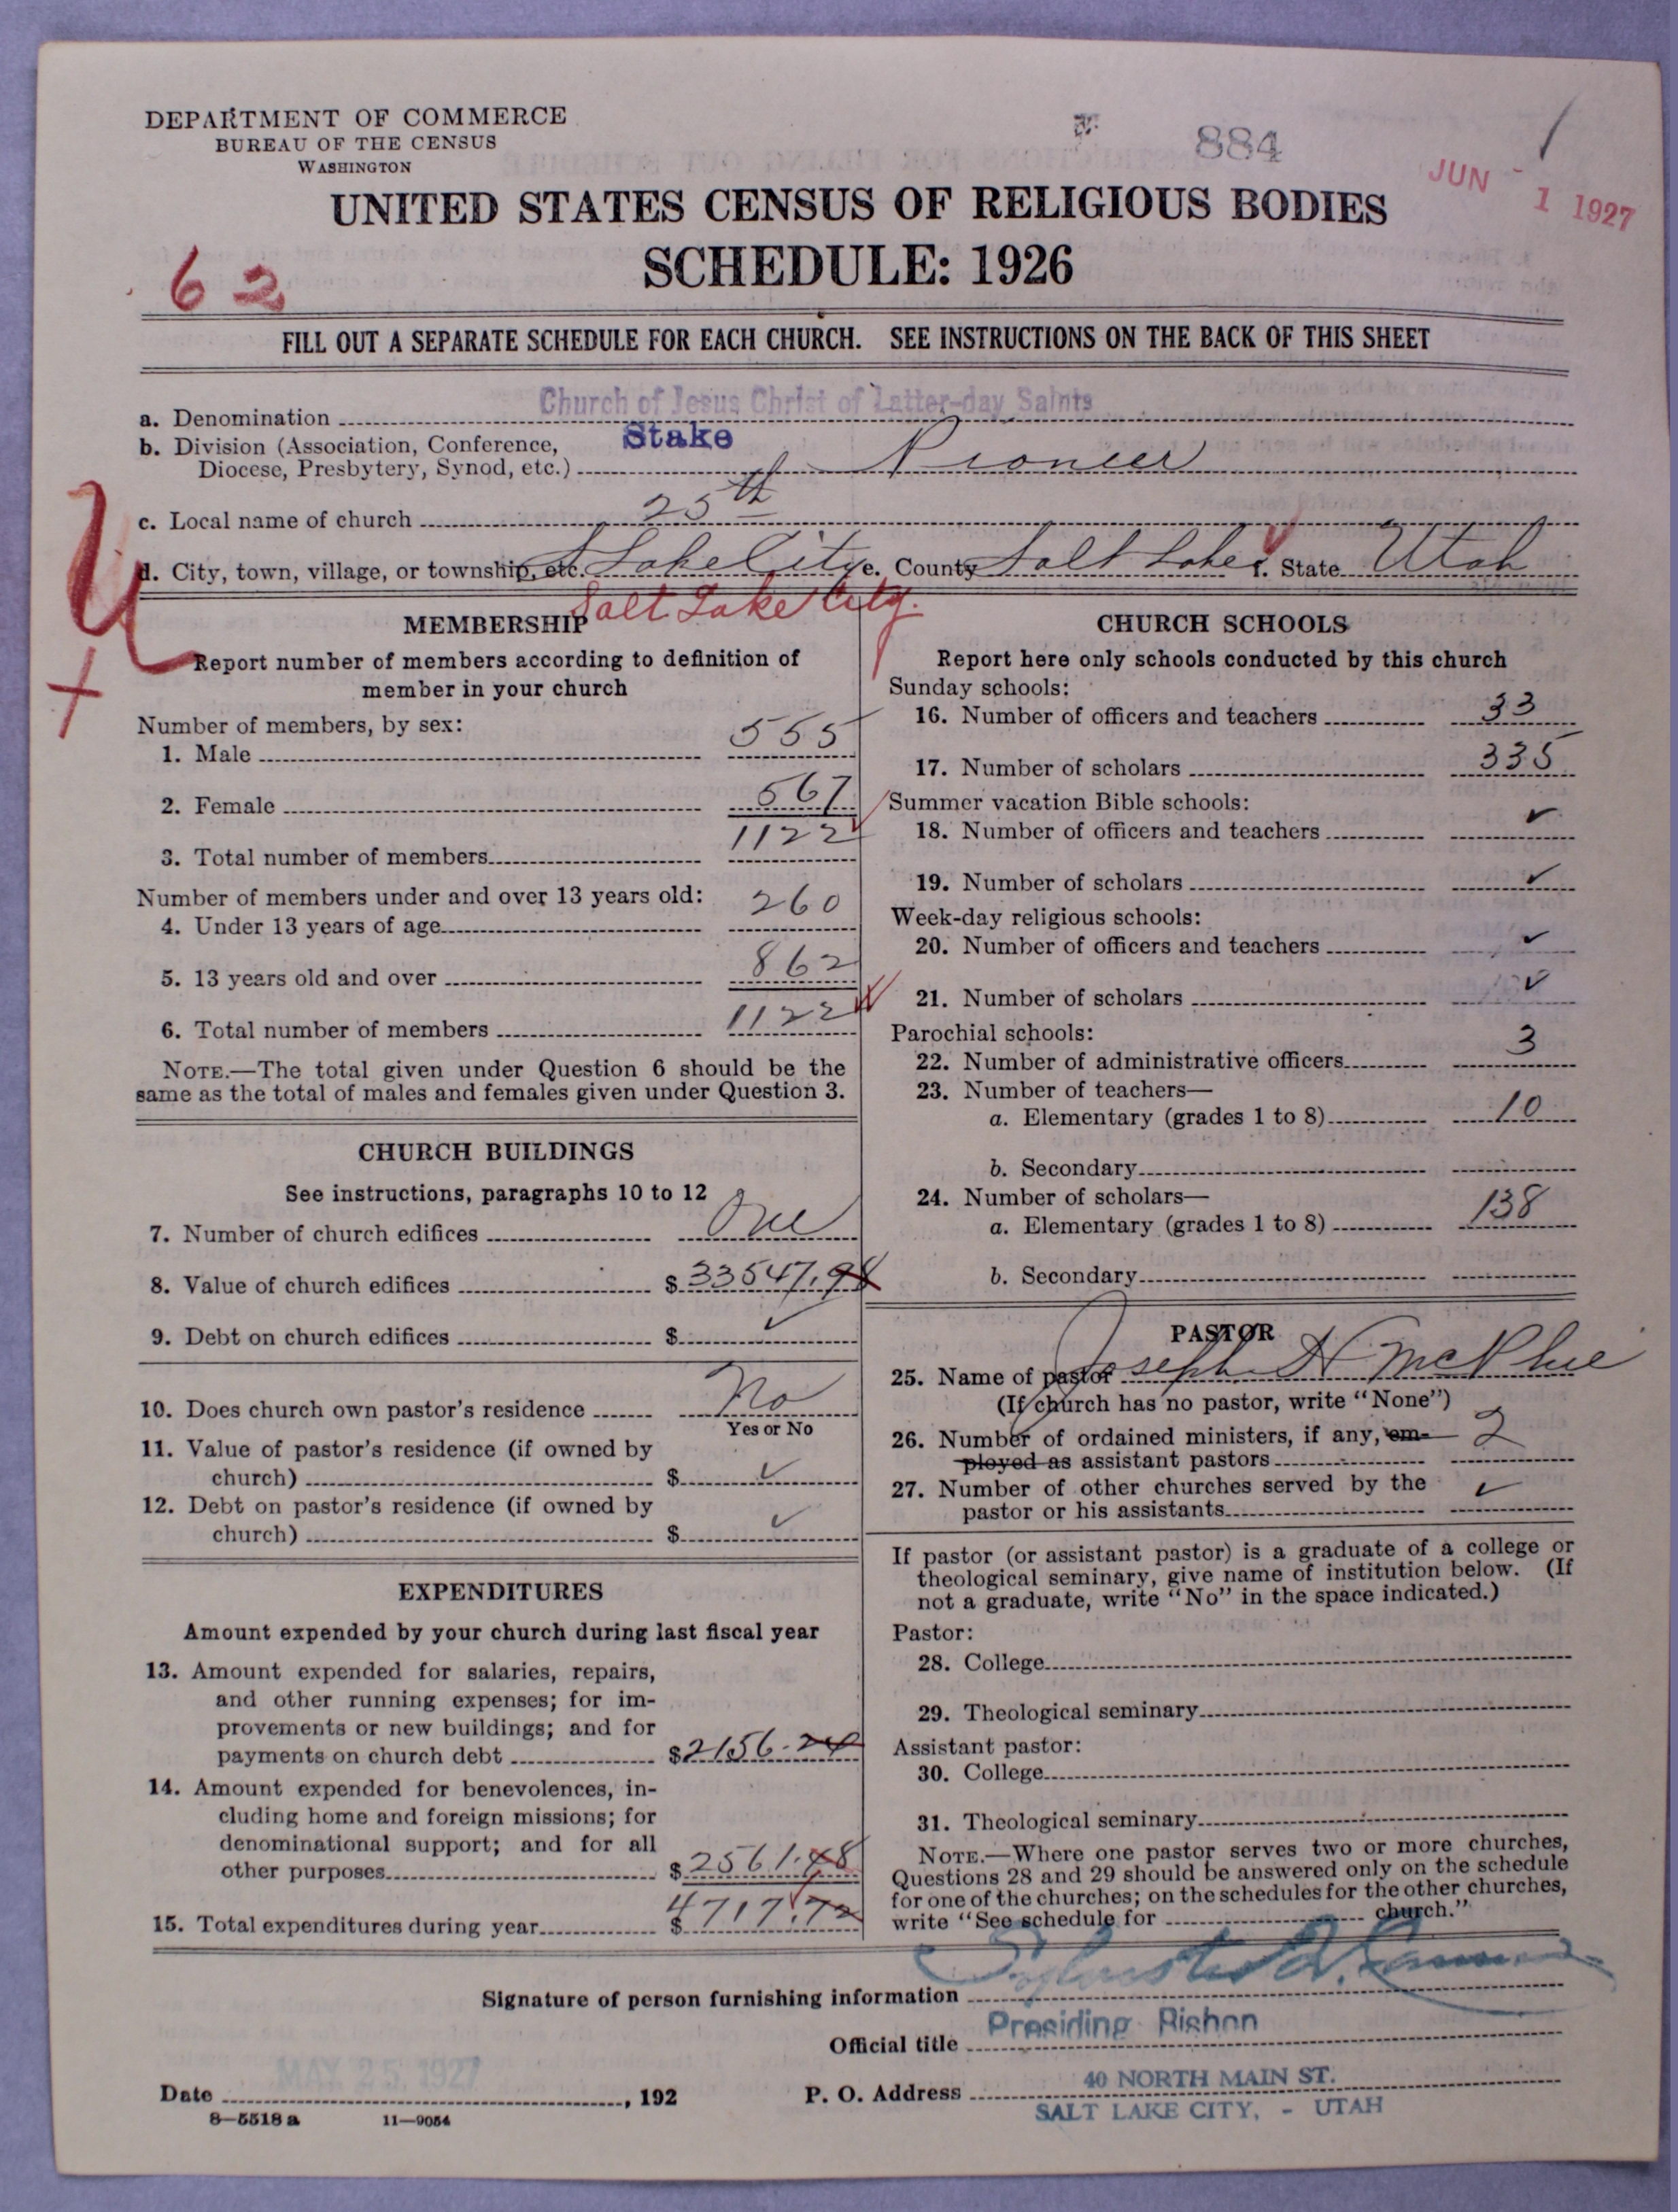 DEPARTMENT OF COMMERCE
BUREAU OF THE CENSUS
WASHINGTON
884
JUN - 1 1927
UNITED STATES CENSUS OF RELIGIOUS BODIES
SCHEDULE: 1926
62
FILL OUT A SEPARATE SCHEDULE FOR EACH CHURCH. SEE INSTRUCTIONS ON THE BACK OF THIS SHEET
a. Denomination Church of Jesus Christ of Latter-day Saints
b. Division (Association, Conference, Stake
Diocese, Presbytery, Synod, etc.) Pioneer
c. Local name of church 25th
d. City, town, village, or township, etc. S Lake City e. County Salt Lake f. State Utah
Salt Lake City.
MEMBERSHIP
Report number of members according to definition of
member in your church
Number of members, by sex:
1. Male 555
2. Female 567
3. Total number of members 1122
Number of members under and over 13 years old:
4. Under 13 years of age 260
5. 13 years old and over 862
6. Total number of members 1122
NOTE.—The total given under Question 6 should be the
same as the total of males and females given under Question 3.
CHURCH BUILDINGS
See instructions, paragraphs 10 to 12
7. Number of church edifices One
8. Value of church edifices $ 33547.98
9. Debt on church edifices $ ✓
10. Does church own pastor's residence No
Yes or No
11. Value of pastor's residence (if owned by
church) $ ✓
12. Debt on pastor's residence (if owned by
church) $ ✓
EXPENDITURES
Amount expended by your church during last fiscal year
13. Amount expended for salaries, repairs,
and other running expenses; for im-
provements or new buildings; and for
payments on church debt $ 2156.24
14. Amount expended for benevolences, in-
cluding home and foreign missions; for
denominational support; and for all
other purposes $ 2561.48
15. Total expenditures during year $ 4717.72
CHURCH SCHOOLS
Report here only schools conducted by this church
Sunday schools:
16. Number of officers and teachers 33
17. Number of scholars 335
Summer vacation Bible schools:
18. Number of officers and teachers ✓
19. Number of scholars ✓
Week-day religious schools:
20. Number of officers and teachers ✓
21. Number of scholars ✓
Parochial schools:
22. Number of administrative officers 3
23. Number of teachers—
a. Elementary (grades 1 to 8) 10
b. Secondary
24. Number of scholars—
a. Elementary (grades 1 to 8) 138
b. Secondary
PASTOR
25. Name of pastor Joseph H McPhie
(If church has no pastor, write "None")
26. Number of ordained ministers, if any, em- 2
ployed as assistant pastors
27. Number of other churches served by the ✓
pastor or his assistants
If pastor (or assistant pastor) is a graduate of a college or
theological seminary, give name of institution below. (If
not a graduate, write "No" in the space indicated.)
Pastor:
28. College
29. Theological seminary
Assistant pastor:
30. College
31. Theological seminary
NOTE.—Where one pastor serves two or more churches,
Questions 28 and 29 should be answered only on the schedule
for one of the churches; on the schedules for the other churches,
write "See schedule for church."
Signature of person furnishing information Sylvester Q. Cannon
Official title Presiding Bishop
Date MAY 25 1927, 192
P. O. Address 40 NORTH MAIN ST.
SALT LAKE CITY, - UTAH
8—5518 a 11—9054